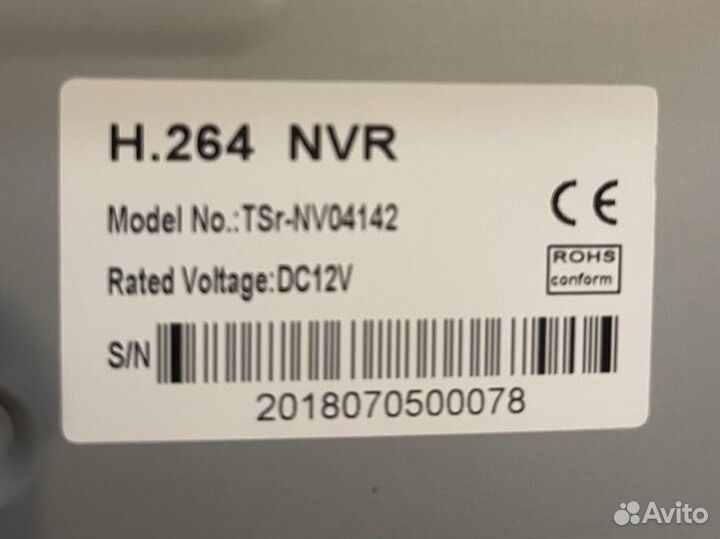 H.264 NVR
Model No.:TSr-NV04142
Rated Voltage:DC12V
CE
ROHS
conform
S/N
2018070500078
Avito